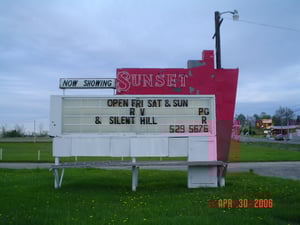 NOW SHOWING
SUNSET
OPEN FRI SAT & SUN
R V PG
& SILENT HILL R
529 5676
APR 30 2006